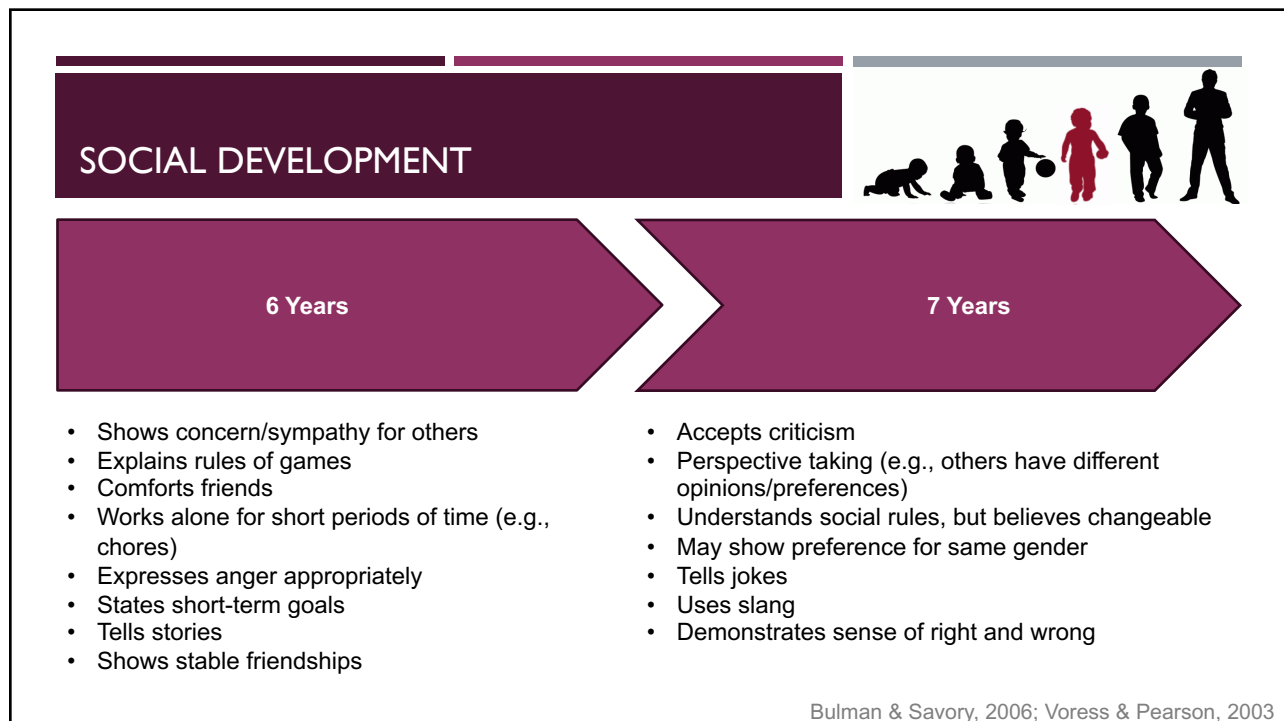 SOCIAL DEVELOPMENT
6 Years
7 Years
• Shows concern/sympathy for others
• Explains rules of games
• Comforts friends
• Works alone for short periods of time (e.g.,
chores)
• Expresses anger appropriately
• States short-term goals
• Tells stories
• Shows stable friendships
• Accepts criticism
• Perspective taking (e.g., others have different
opinions/preferences)
• Understands social rules, but believes changeable
• May show preference for same gender
• Tells jokes
• Uses slang
• Demonstrates sense of right and wrong
Bulman & Savory, 2006; Voress & Pearson, 2003